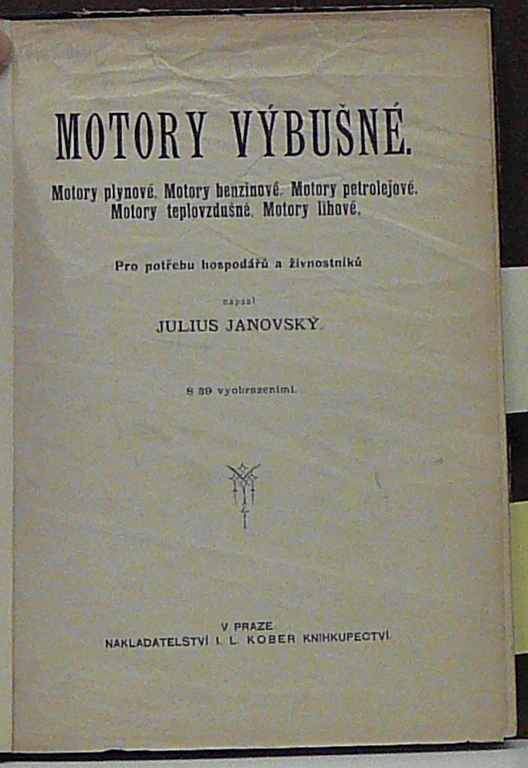 MOTORY VÝBUŠNÉ.
Motory plynové. Motory benzinové. Motory petrolejové.
Motory teplovzdušné. Motory lihové.
Pro potřebu hospodářů a živnostníků
napsal
JULIUS JANOVSKÝ.
S 39 vyobrazeními.
V PRAZE
NAKLADATELSTVÍ I. L. KOBER KNIHKUPECTVÍ.